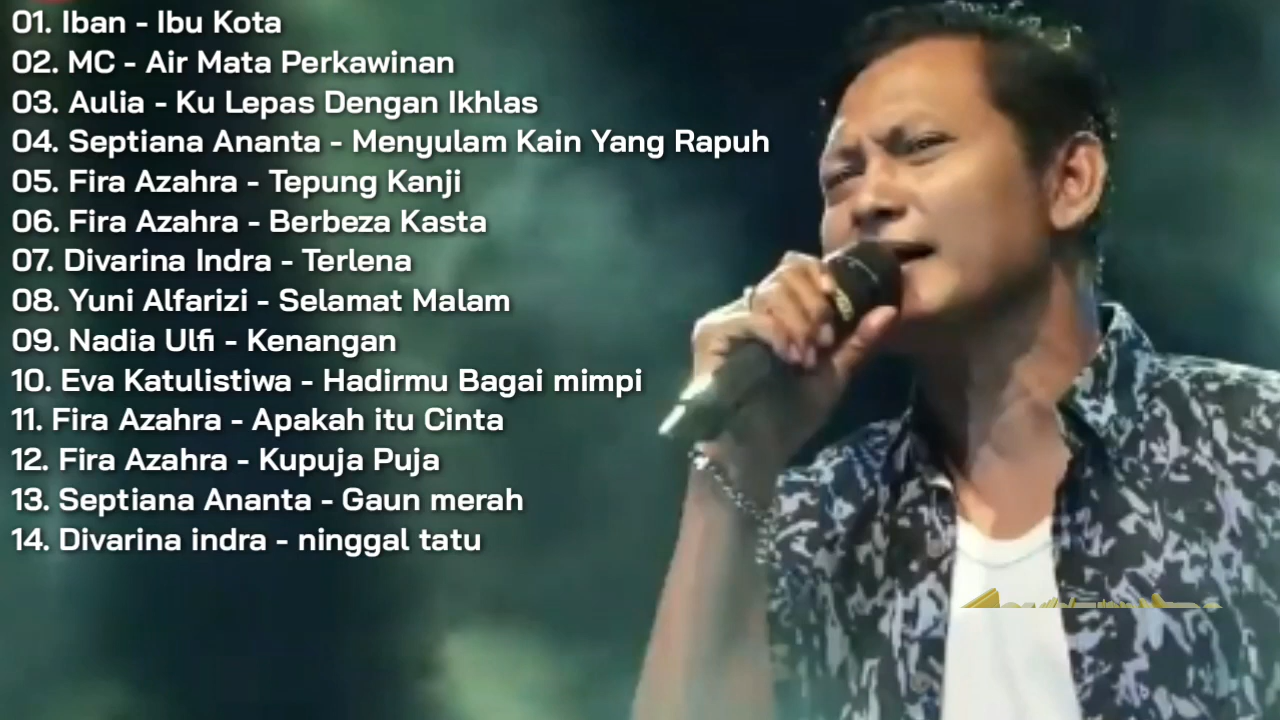 01. Iban - Ibu Kota
02. MC - Air Mata Perkawinan
03. Aulia - Ku Lepas Dengan Ikhlas
04. Septiana Ananta - Menyulam Kain Yang Rapuh
05. Fira Azahra - Tepung Kanji
06. Fira Azahra - Berbeza Kasta
07. Divarina Indra - Terlena
08. Yuni Alfarizi - Selamat Malam
09. Nadia Ulfi - Kenangan
10. Eva Katulistiwa - Hadirmu Bagai mimpi
11. Fira Azahra - Apakah itu Cinta
12. Fira Azahra - Kupuja Puja
13. Septiana Ananta - Gaun merah
14. Divarina indra - ninggal tatu